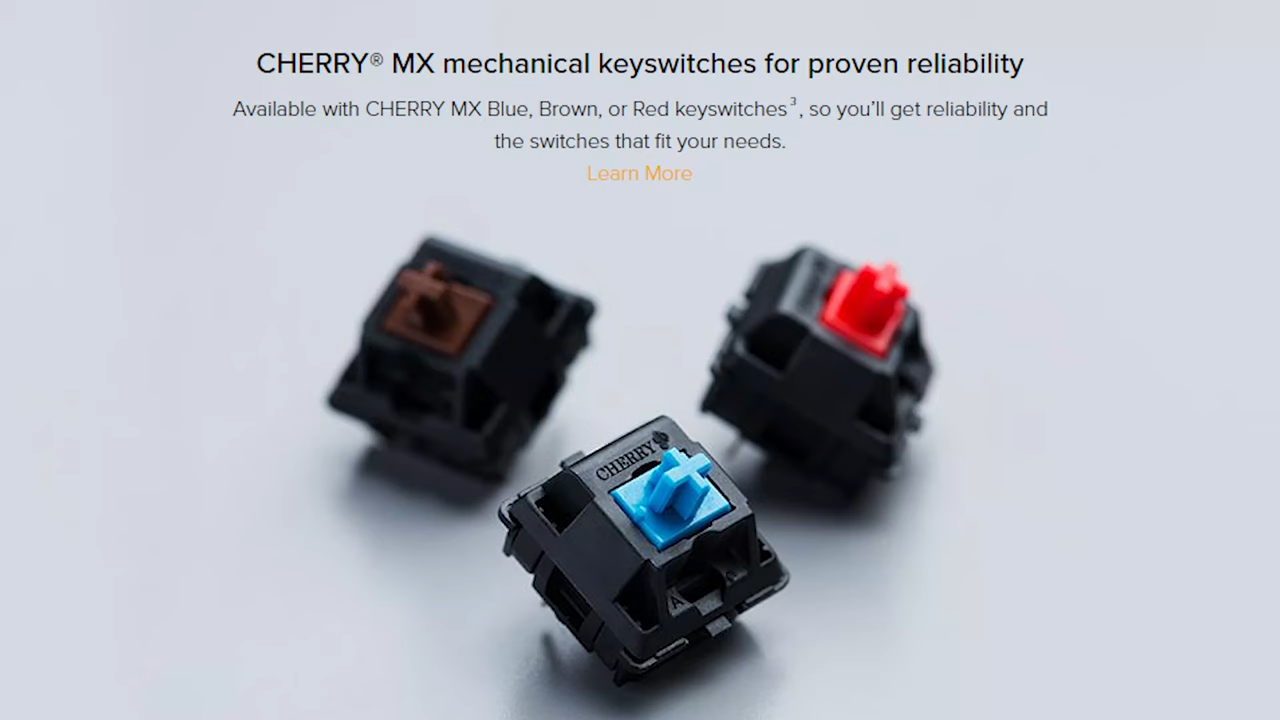 CHERRY® MX mechanical keyswitches for proven reliability
Available with CHERRY MX Blue, Brown, or Red keyswitches³, so you’ll get reliability and
the switches that fit your needs.
Learn More
CHERRY
A